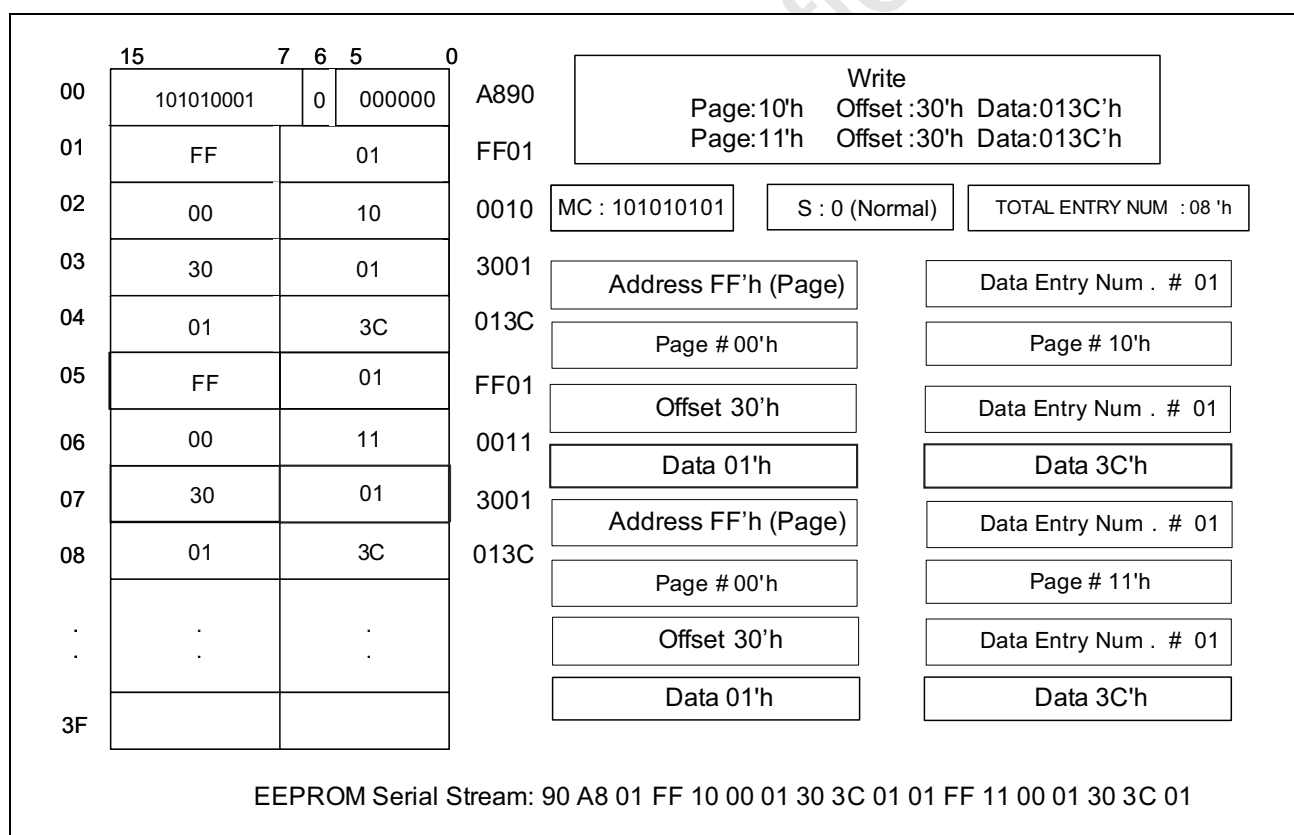 15 7 6 5 0
00 101010001 0 000000 A890
01 FF 01 FF01
02 00 10 0010
03 30 01 3001
04 01 3C 013C
05 FF 01 FF01
06 00 11 0011
07 30 01 3001
08 01 3C 013C
. . .
. . .
3F
Write
Page:10'h Offset :30'h Data:013C’h
Page:11'h Offset :30'h Data:013C’h
MC : 101010101 S : 0 (Normal) TOTAL ENTRY NUM : 08 'h
Address FF’h (Page) Data Entry Num . # 01
Page # 00'h Page # 10'h
Offset 30’h Data Entry Num . # 01
Data 01'h Data 3C'h
Address FF’h (Page) Data Entry Num . # 01
Page # 00'h Page # 11'h
Offset 30’h Data Entry Num . # 01
Data 01'h Data 3C'h
EEPROM Serial Stream: 90 A8 01 FF 10 00 01 30 3C 01 01 FF 11 00 01 30 3C 01